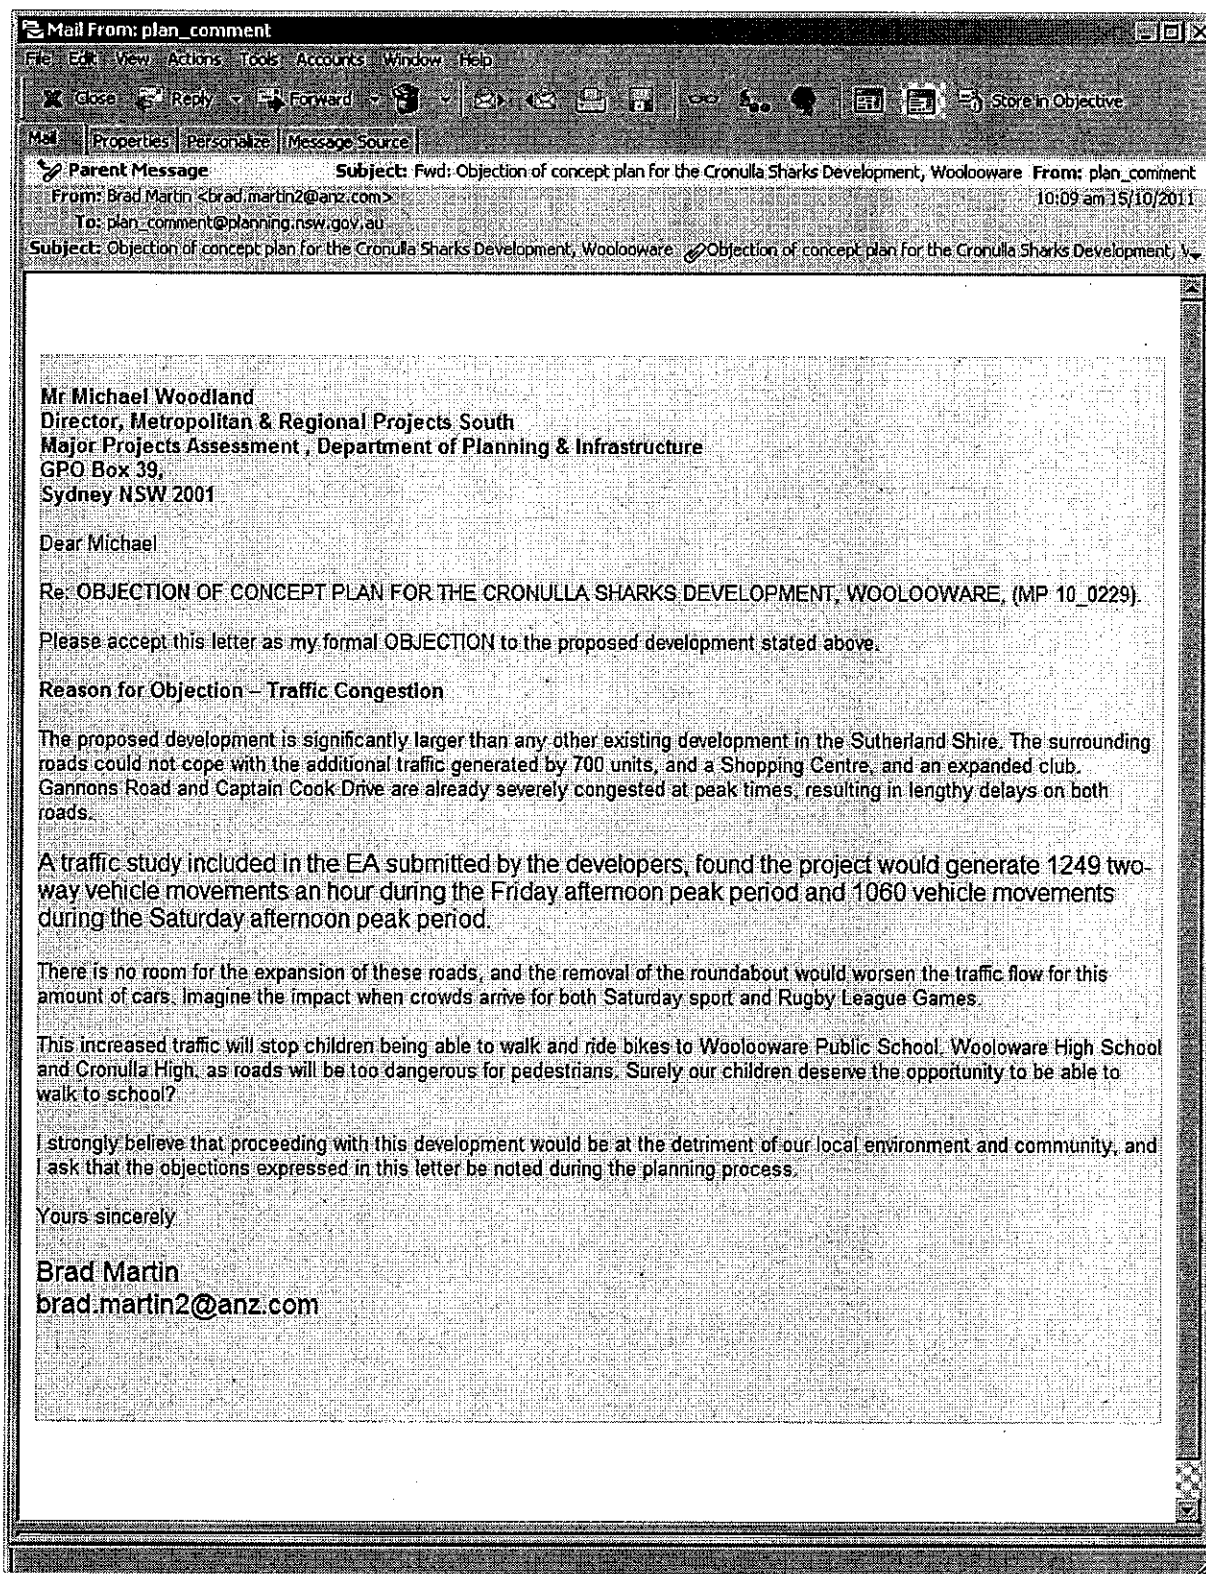 Mail From: plan_comment
File Edit View Actions Tools Accounts Window Help
Close Reply Forward Store in Objective
Mail Properties Personalize Message Source
Parent Message Subject: Fwd: Objection of concept plan for the Cronulla Sharks Development, Woolooware From: plan_comment
From: Brad Martin <brad.martin2@anz.com> 10:09 am 15/10/2011
To: plan_comment@planning.nsw.gov.au
Subject: Objection of concept plan for the Cronulla Sharks Development, Woolooware Objection of concept plan for the Cronulla Sharks Development, V
Mr Michael Woodland
Director, Metropolitan & Regional Projects South
Major Projects Assessment , Department of Planning & Infrastructure
GPO Box 39,
Sydney NSW 2001
Dear Michael
Re: OBJECTION OF CONCEPT PLAN FOR THE CRONULLA SHARKS DEVELOPMENT, WOOLOOWARE, (MP 10_0229).
Please accept this letter as my formal OBJECTION to the proposed development stated above.
Reason for Objection – Traffic Congestion
The proposed development is significantly larger than any other existing development in the Sutherland Shire. The surrounding
roads could not cope with the additional traffic generated by 700 units, and a Shopping Centre, and an expanded club.
Gannons Road and Captain Cook Drive are already severely congested at peak times, resulting in lengthy delays on both
roads.
A traffic study included in the EA submitted by the developers, found the project would generate 1249 two-
way vehicle movements an hour during the Friday afternoon peak period and 1060 vehicle movements
during the Saturday afternoon peak period.
There is no room for the expansion of these roads, and the removal of the roundabout would worsen the traffic flow for this
amount of cars. Imagine the impact when crowds arrive for both Saturday sport and Rugby League Games.
This increased traffic will stop children being able to walk and ride bikes to Woolooware Public School, Wooloware High School
and Cronulla High, as roads will be too dangerous for pedestrians. Surely our children deserve the opportunity to be able to
walk to school?
I strongly believe that proceeding with this development would be at the detriment of our local environment and community, and
I ask that the objections expressed in this letter be noted during the planning process.
Yours sincerely
Brad Martin
brad.martin2@anz.com